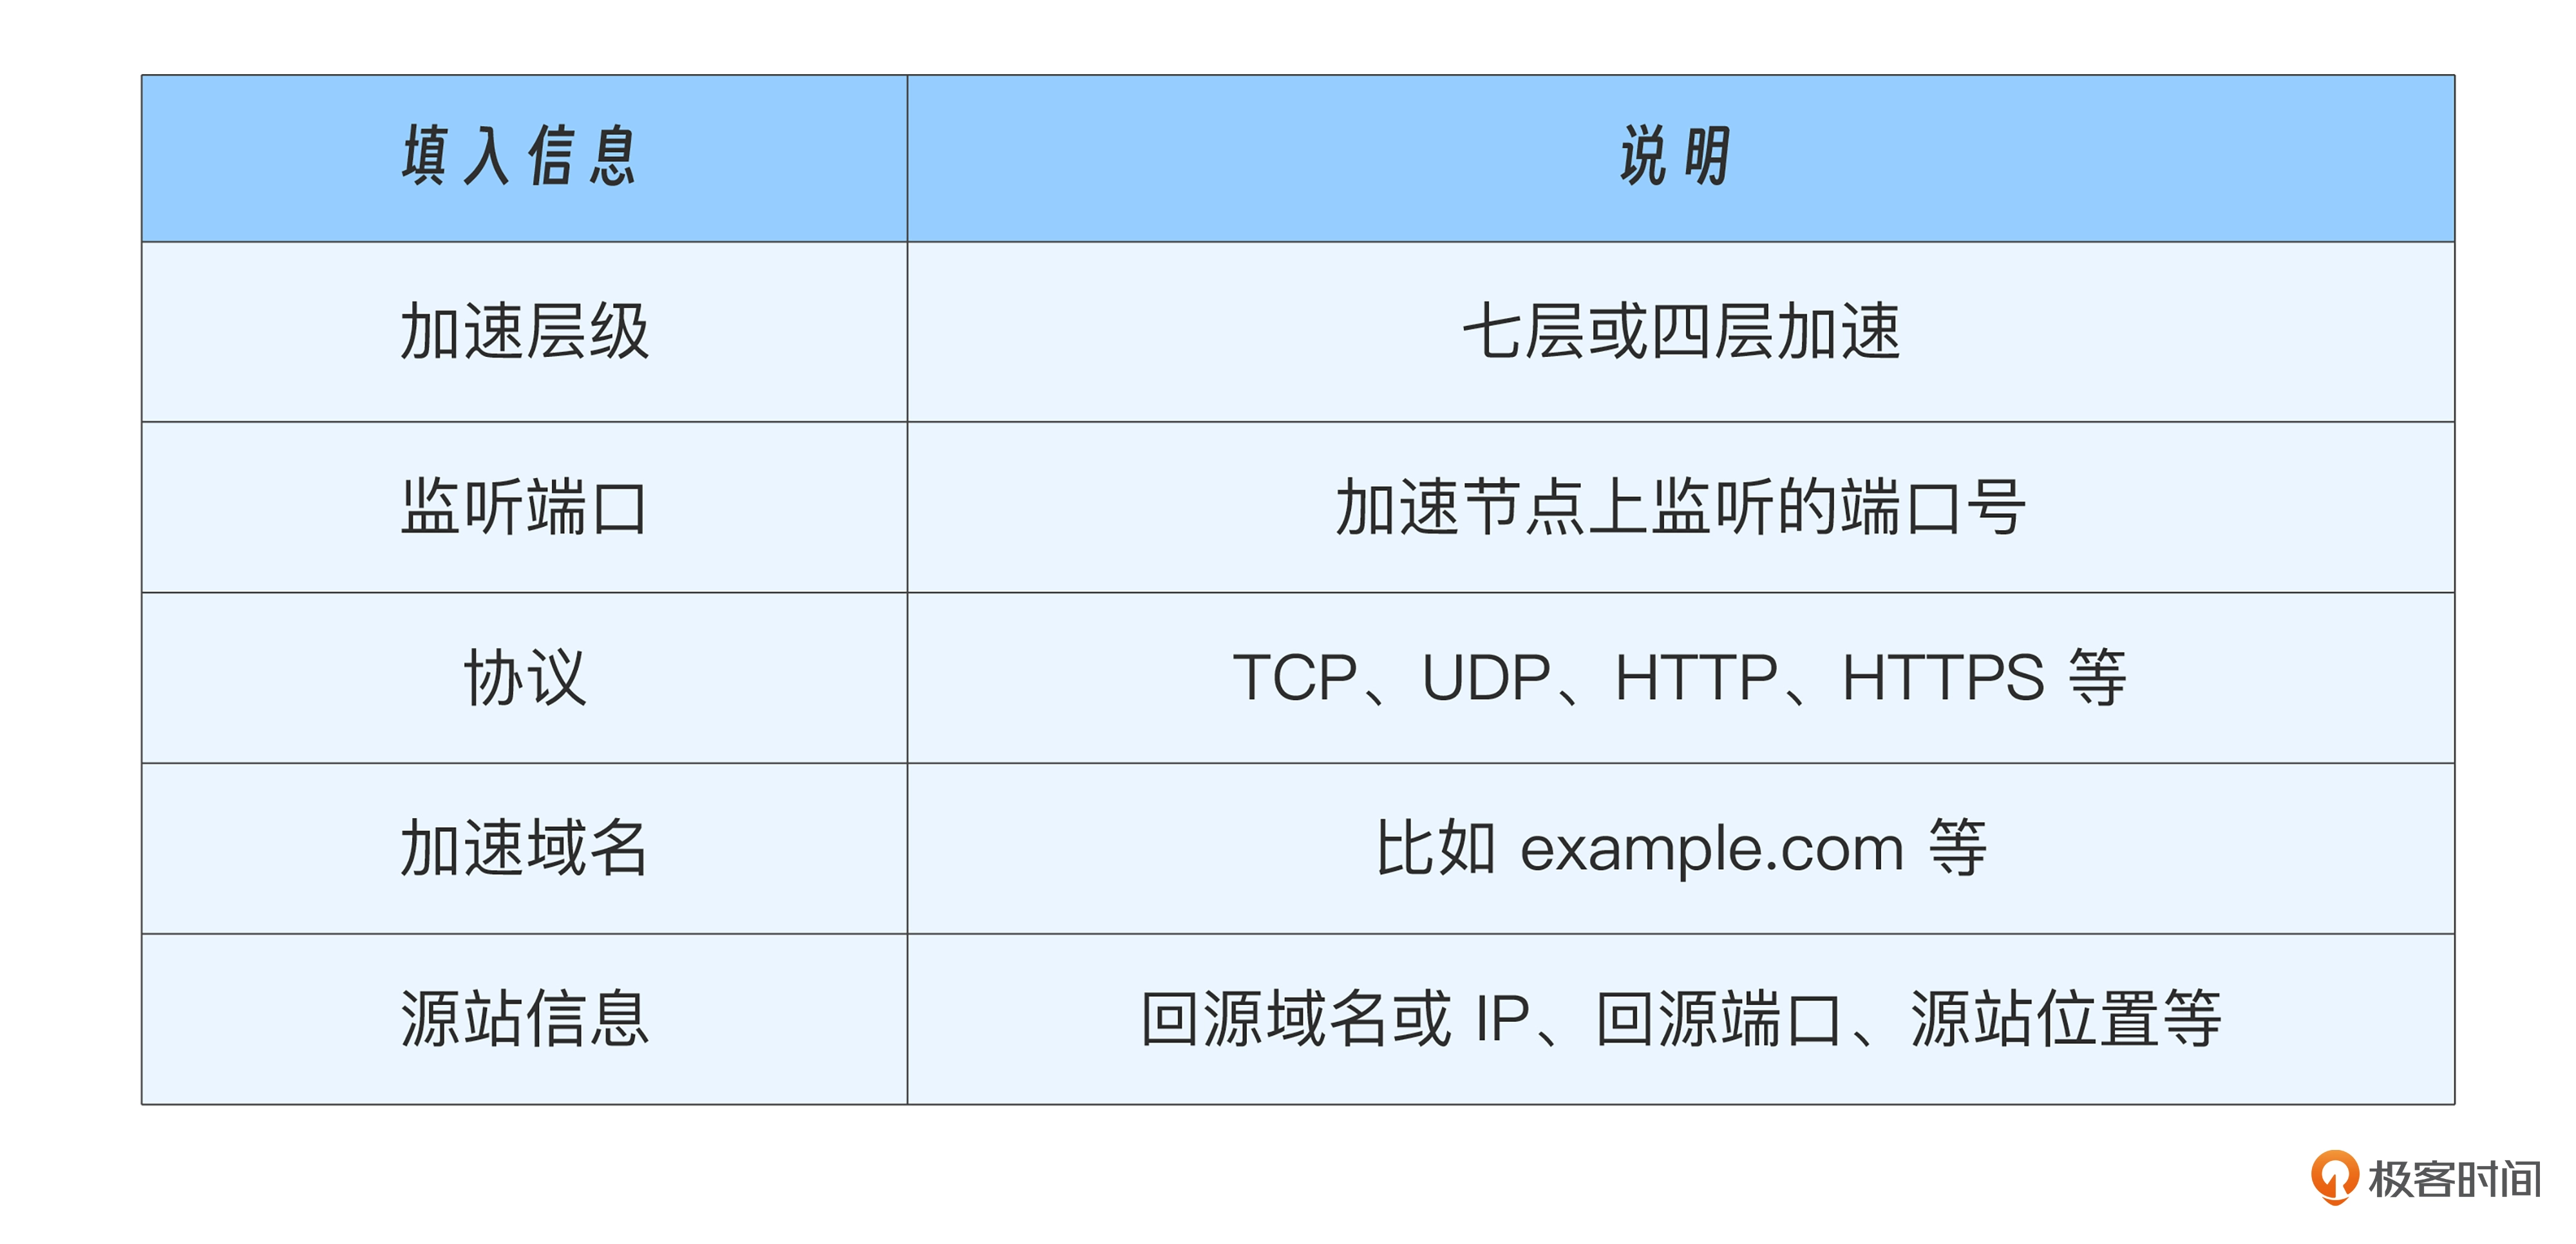 填入信息 说明
加速层级 七层或四层加速
监听端口 加速节点上监听的端口号
协议 TCP、UDP、HTTP、HTTPS 等
加速域名 比如 example.com 等
源站信息 回源域名或 IP、回源端口、源站位置等
极客时间